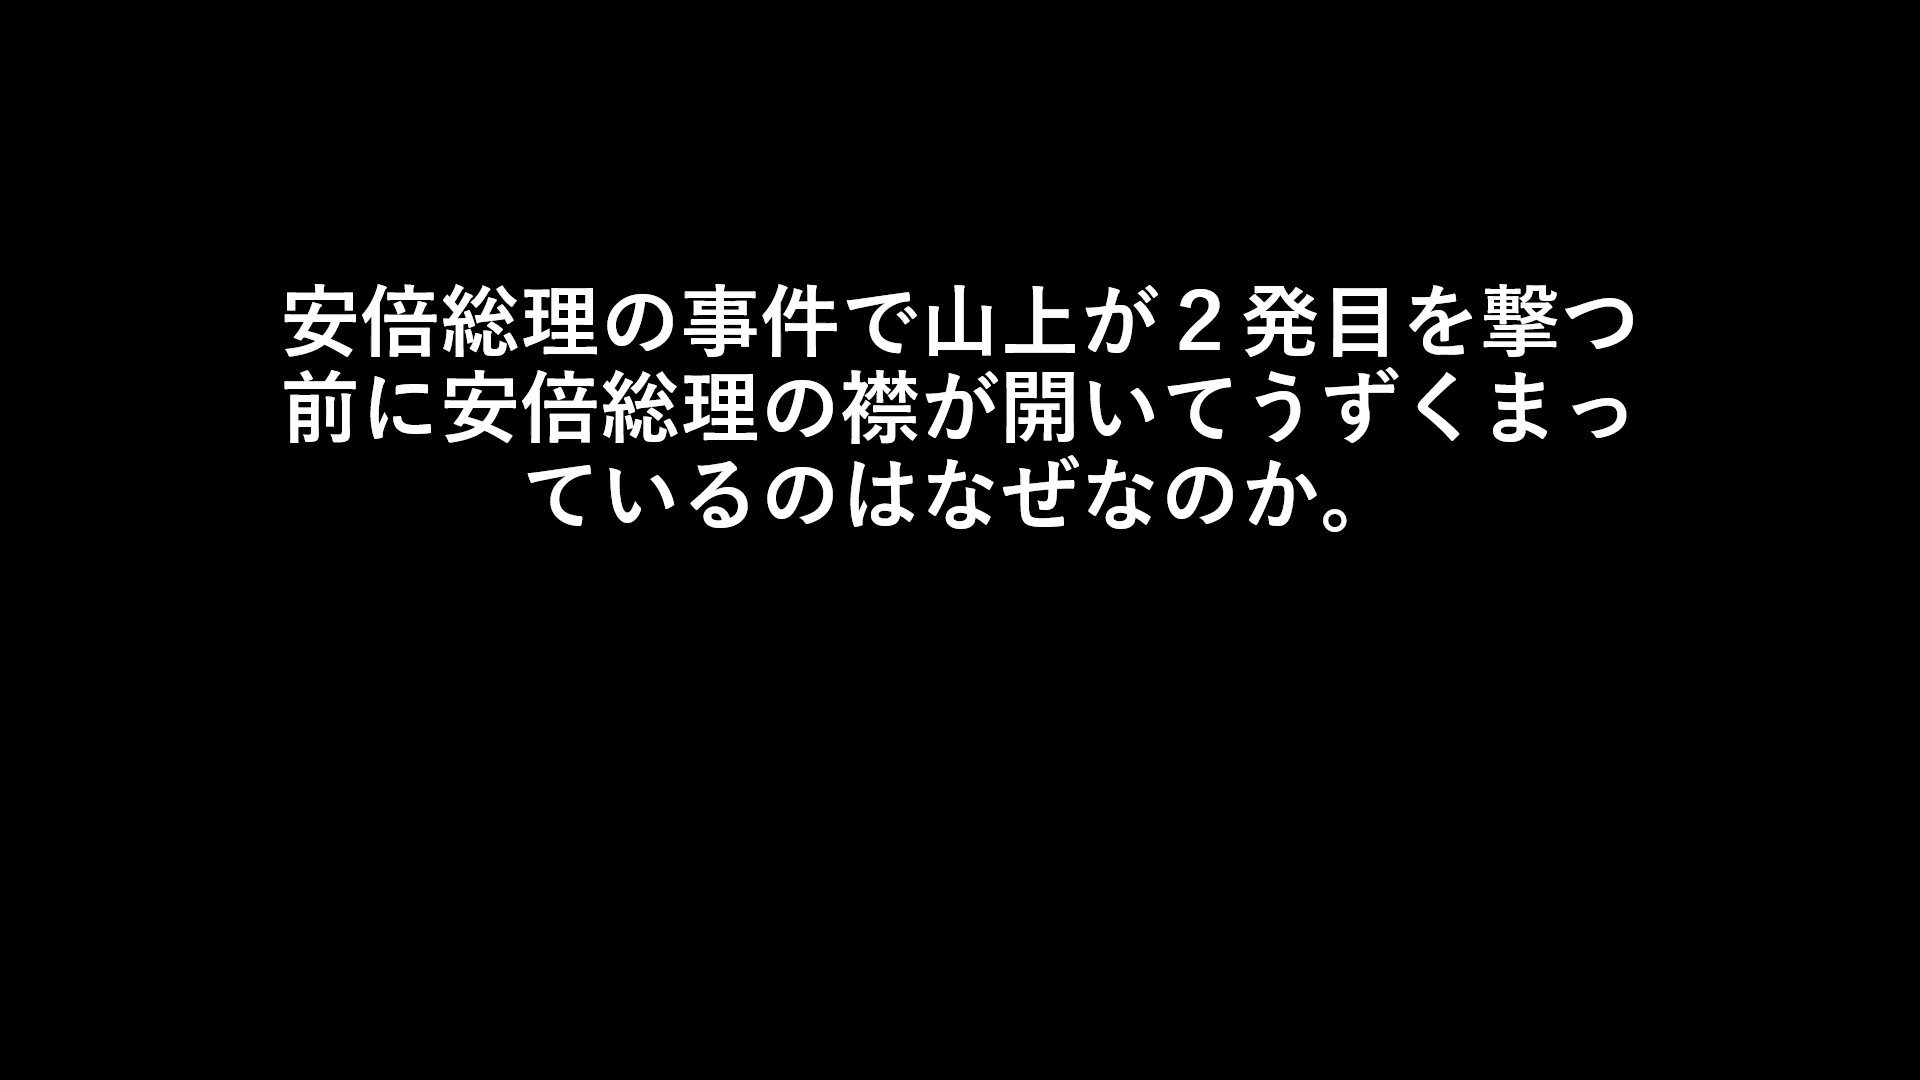 安倍総理の事件で山上が２発目を撃つ
前に安倍総理の襟が開いてうずくまっ
ているのはなぜなのか。